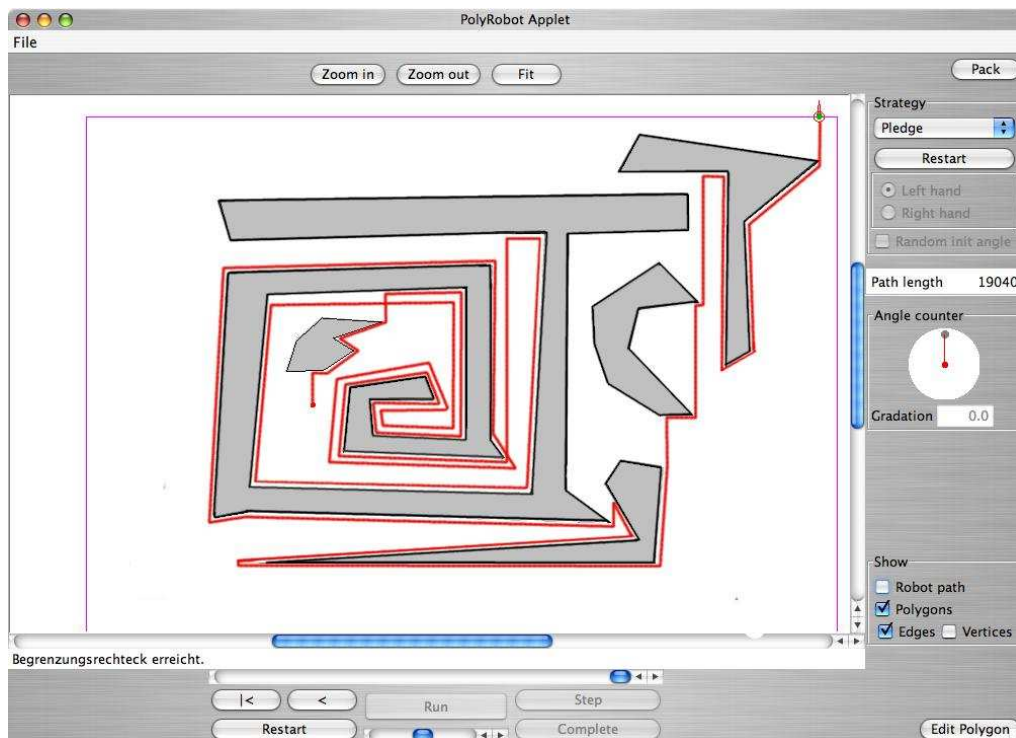 PolyRobot Applet
File
Zoom in Zoom out Fit Pack
Strategy
Pledge
Restart
Left hand
Right hand
Random init angle
Path length 19040
Angle counter
Gradation 0.0
Show
Robot path
Polygons
Edges Vertices
Begrenzungsrechteck erreicht.
|< < Run Step
Restart Complete Edit Polygon